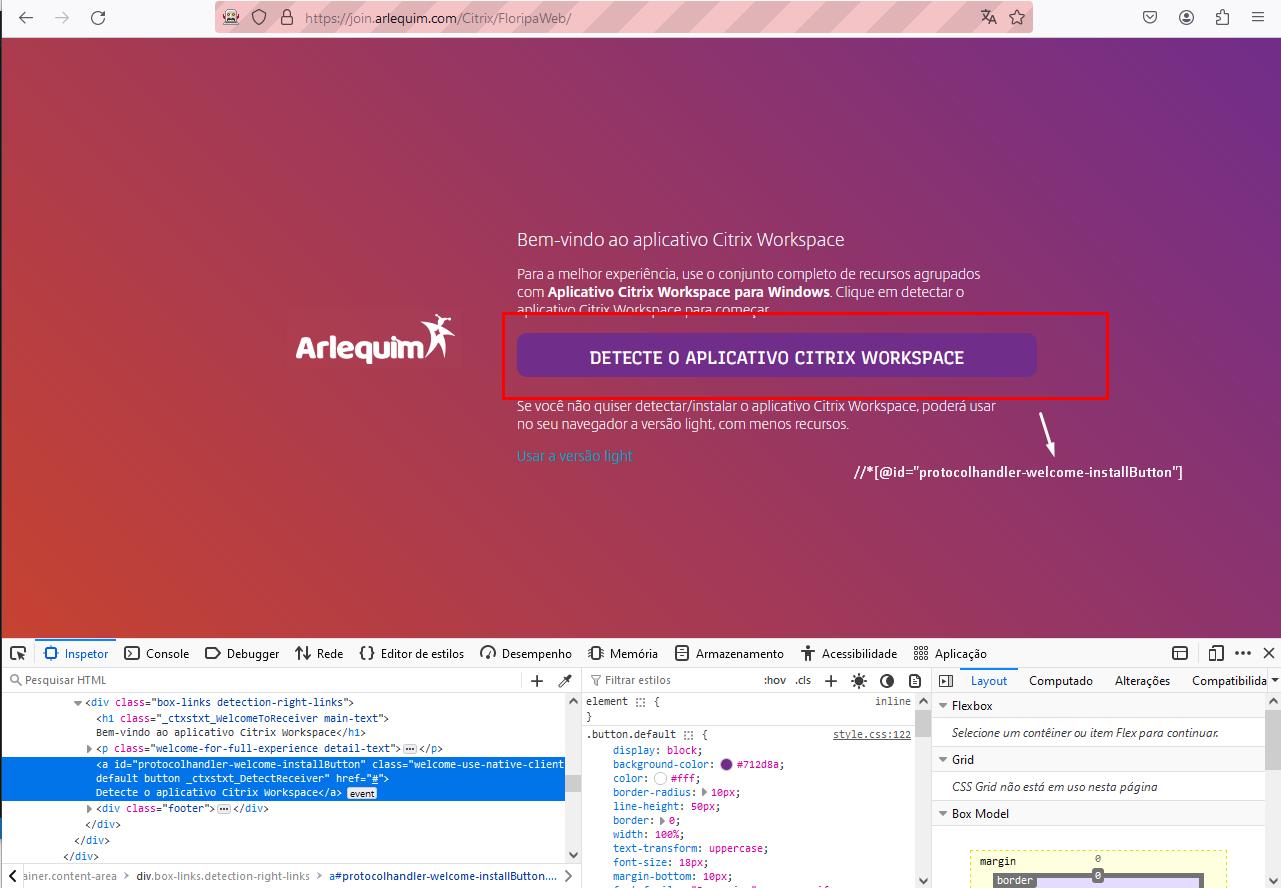 https://join.arlequim.com/Citrix/FloripaWeb/
Bem-vindo ao aplicativo Citrix Workspace
Para a melhor experiência, use o conjunto completo de recursos agrupados
com Aplicativo Citrix Workspace para Windows. Clique em detectar o
aplicativo Citrix Workspace para começar.
Arlequim
DETECTE O APLICATIVO CITRIX WORKSPACE
Se você não quiser detectar/instalar o aplicativo Citrix Workspace, poderá usar
no seu navegador a versão light, com menos recursos.
Usar a versão light
//*[@id="protocolhandler-welcome-installButton"]
Inspetor Console Debugger Rede Editor de estilos Desempenho Memória Armazenamento Acessibilidade Aplicação
Pesquisar HTML
<div class="box-links detection-right-links">
<h1 class="_ctxstxt_WelcomeToReceiver main-text">
Bem-vindo ao aplicativo Citrix Workspace</h1>
<p class="welcome-for-full-experience detail-text"></p>
<a id="protocolhandler-welcome-installButton" class="welcome-use-native-client
default button _ctxstxt_DetectReceiver" href="#">
Detecte o aplicativo Citrix Workspace</a> event
<div class="footer"></div>
</div>
</div>
</div>
ainer.content-area div.box-links.detection-right-links a#protocolhandler-welcome-installButton....
Filtrar estilos :hov .cls
element { inline
}
.button.default { style.css:122
display: block;
background-color: #712d8a;
color: #fff;
border-radius: 10px;
line-height: 50px;
border: 0;
width: 100%;
text-transform: uppercase;
font-size: 18px;
margin-bottom: 10px;
Layout Computado Alterações Compatibilida
Flexbox
Selecione um contêiner ou item Flex para continuar.
Grid
CSS Grid não está em uso nesta página
Box Model
margin 0
border 0